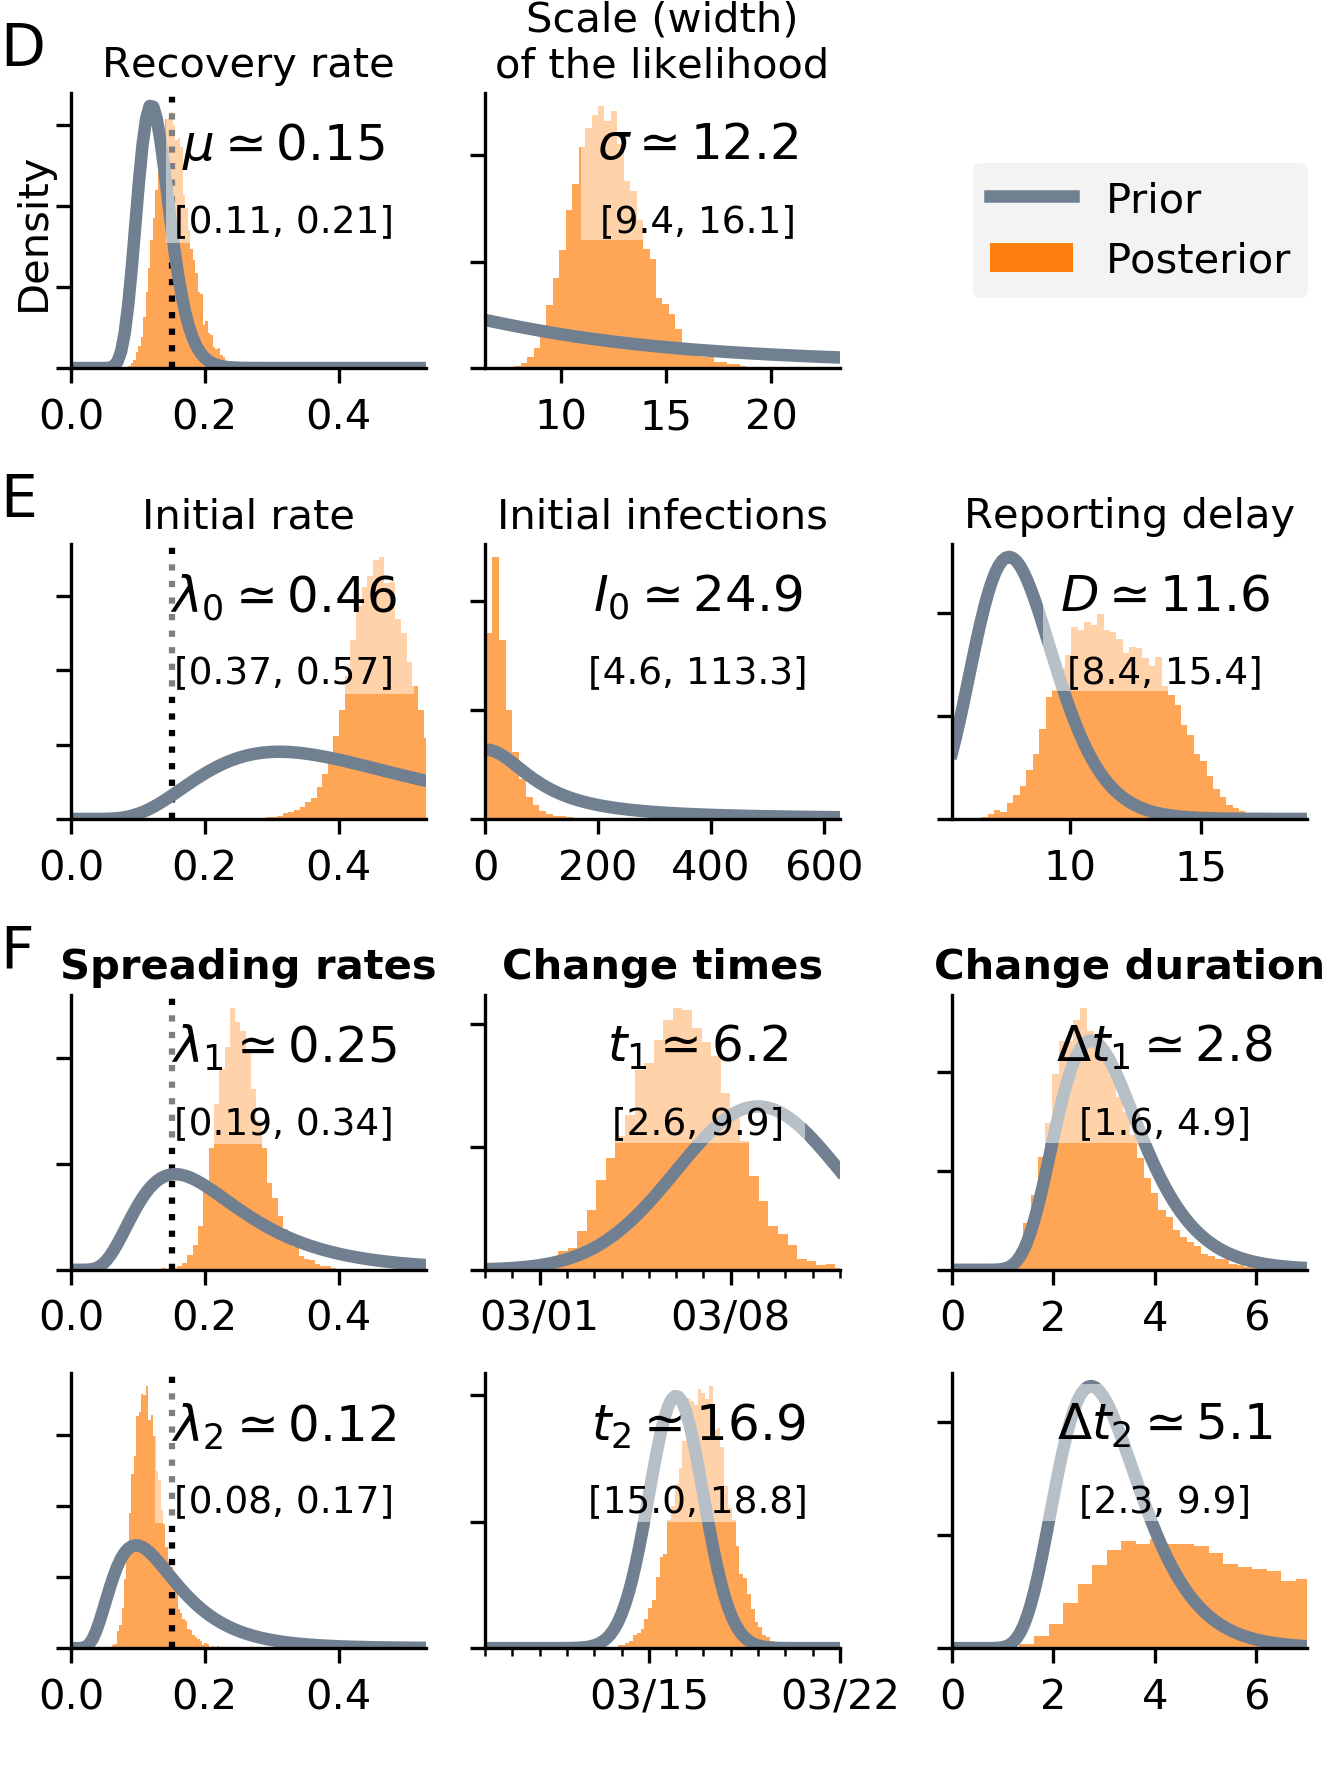 D
Recovery rate
Scale (width)
of the likelihood
Density
μ ≃ 0.15
[0.11, 0.21]
σ ≃ 12.2
[9.4, 16.1]
Prior
Posterior
0.0 0.2 0.4
10 15 20
E
Initial rate
Initial infections
Reporting delay
λ0 ≃ 0.46
[0.37, 0.57]
I0 ≃ 24.9
[4.6, 113.3]
D ≃ 11.6
[8.4, 15.4]
0.0 0.2 0.4
0 200 400 600
10 15
F
Spreading rates
Change times
Change duration
λ1 ≃ 0.25
[0.19, 0.34]
t1 ≃ 6.2
[2.6, 9.9]
Δt1 ≃ 2.8
[1.6, 4.9]
0.0 0.2 0.4
03/01 03/08
0 2 4 6
λ2 ≃ 0.12
[0.08, 0.17]
t2 ≃ 16.9
[15.0, 18.8]
Δt2 ≃ 5.1
[2.3, 9.9]
0.0 0.2 0.4
03/15 03/22
0 2 4 6